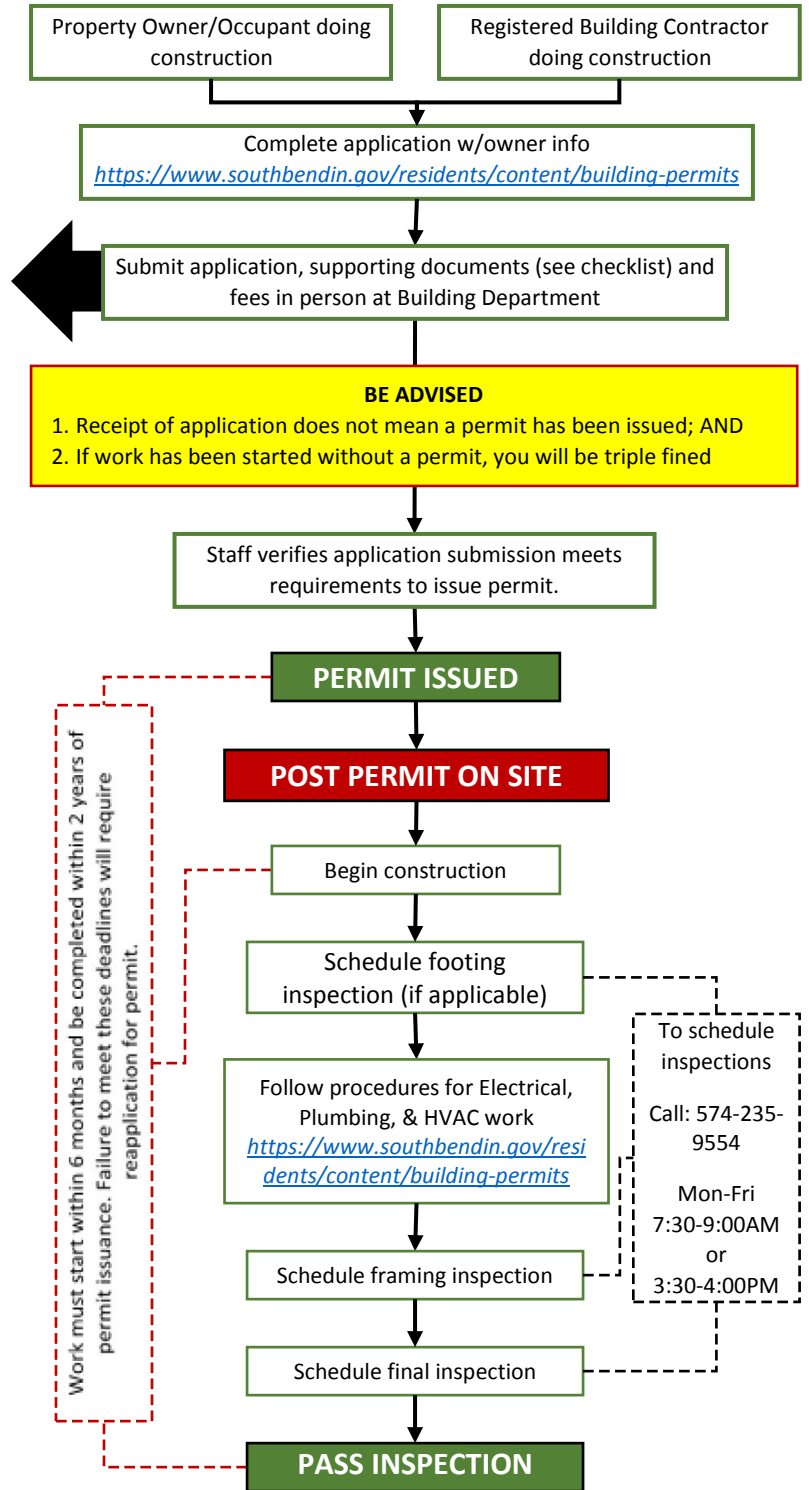 Property Owner/Occupant doing
construction
Registered Building Contractor
doing construction
Complete application w/owner info
https://www.southbendin.gov/residents/content/building-permits
Submit application, supporting documents (see checklist) and
fees in person at Building Department
BE ADVISED
1. Receipt of application does not mean a permit has been issued; AND
2. If work has been started without a permit, you will be triple fined
Staff verifies application submission meets
requirements to issue permit.
PERMIT ISSUED
POST PERMIT ON SITE
Begin construction
Schedule footing
inspection (if applicable)
Follow procedures for Electrical,
Plumbing, & HVAC work
https://www.southbendin.gov/resi
dents/content/building-permits
Schedule framing inspection
Schedule final inspection
PASS INSPECTION
To schedule
inspections
Call: 574-235-
9554
Mon-Fri
7:30-9:00AM
or
3:30-4:00PM
Work must start within 6 months and be completed within 2 years of
permit issuance. Failure to meet these deadlines will require
reapplication for permit.